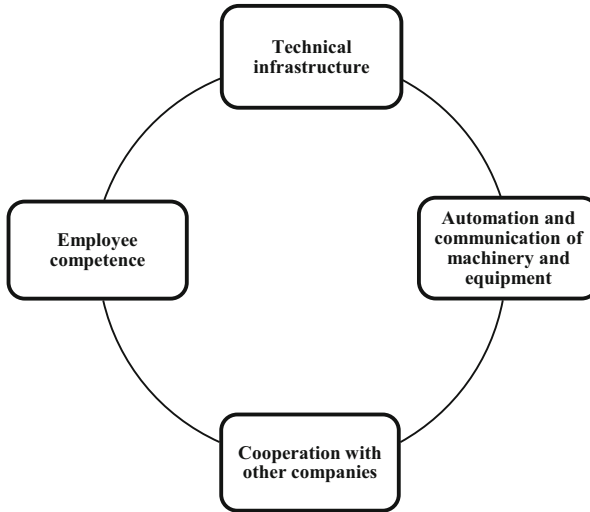 Technical
infrastructure
Employee
competence
Automation and
communication of
machinery and
equipment
Cooperation with
other companies